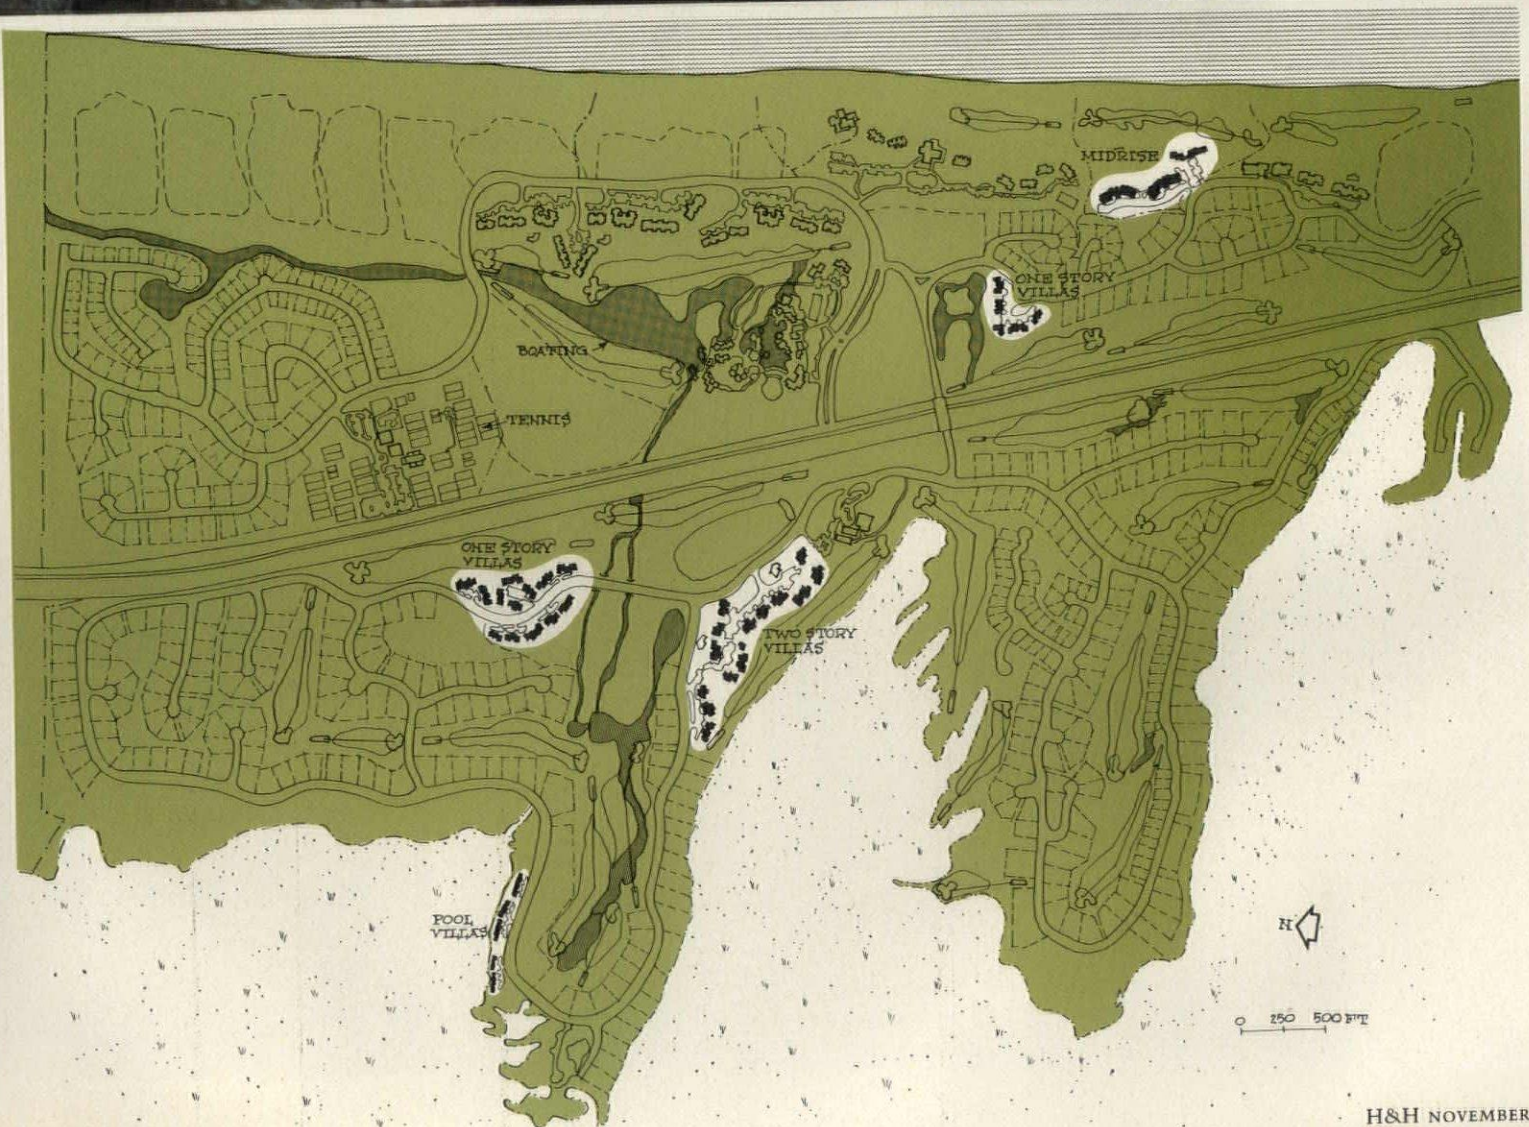 MIDRISE
ONE STORY
VILLAS
BOATING
TENNIS
ONE STORY
VILLAS
TWO STORY
VILLAS
POOL
VILLAS
N
0 250 500 FT
H&H NOVEMBER